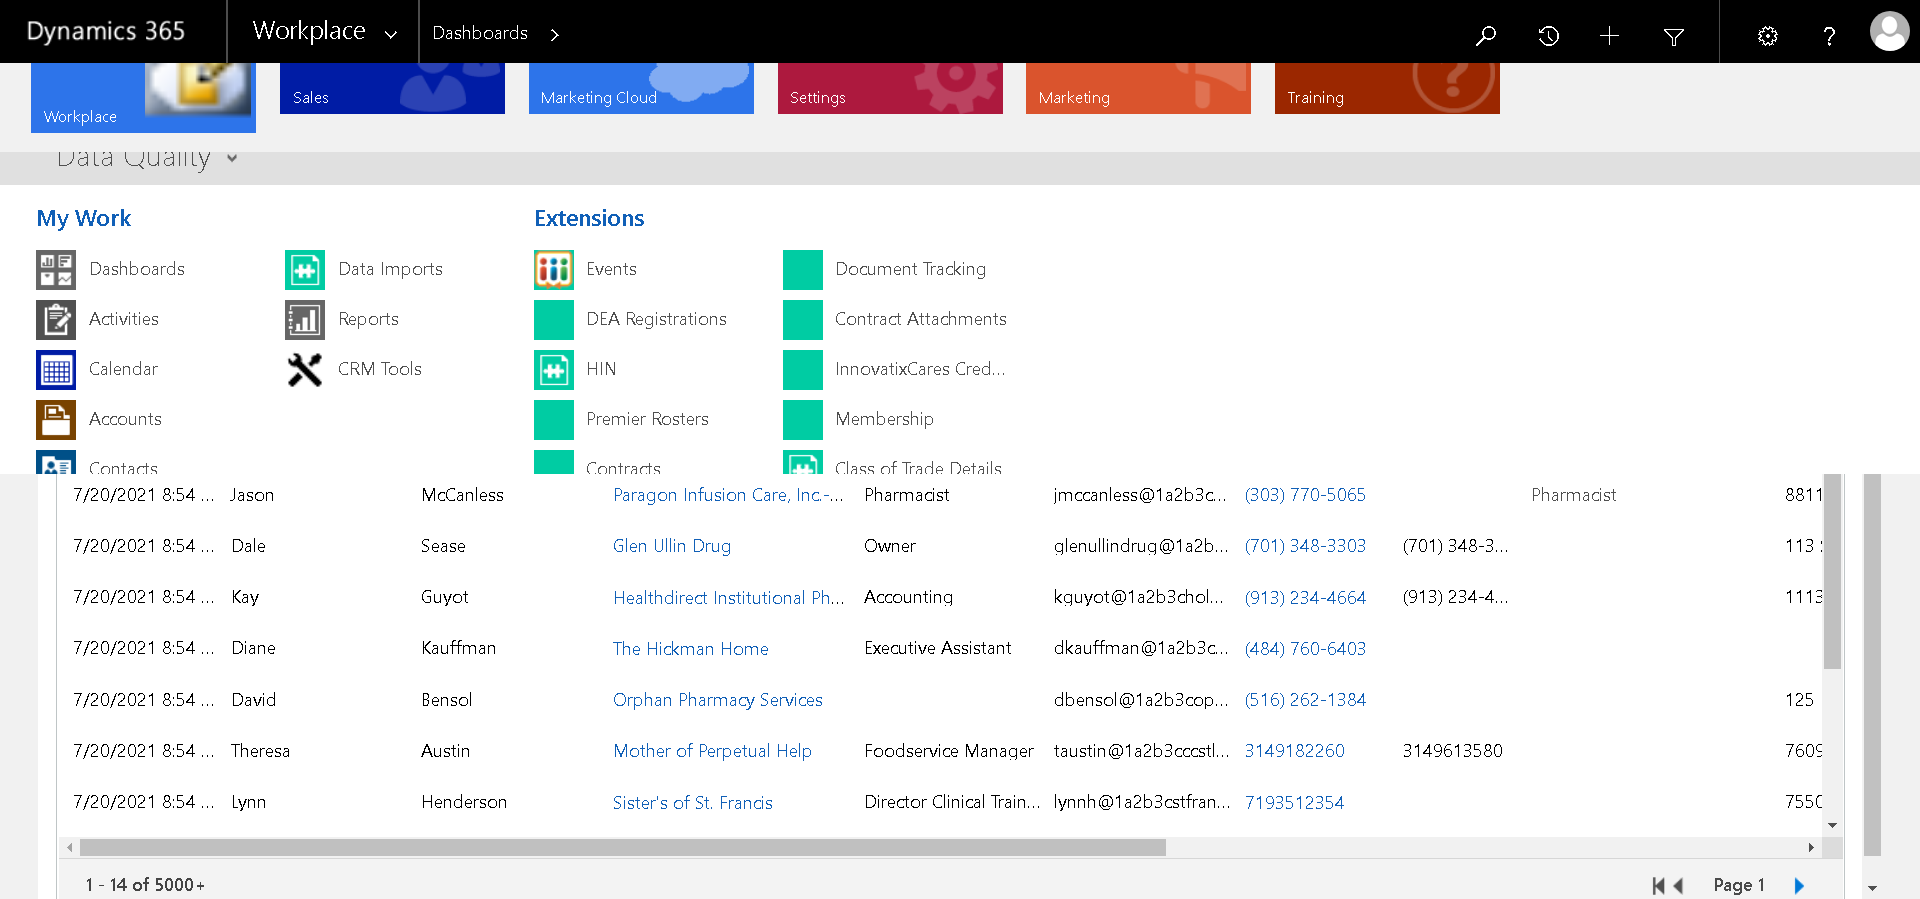 Dynamics 365 Workplace Dashboards
Workplace Sales Marketing Cloud Settings Marketing Training
Data Quality
My Work Extensions
Dashboards Data Imports Events Document Tracking
Activities Reports DEA Registrations Contract Attachments
Calendar CRM Tools HIN InnovatixCares Cred...
Accounts Premier Rosters Membership
Contacts Contracts Class of Trade Details
7/20/2021 8:54 ... Jason McCanless Paragon Infusion Care, Inc.-... Pharmacist jmccanless@1a2b3c... (303) 770-5065 Pharmacist 8811
7/20/2021 8:54 ... Dale Sease Glen Ullin Drug Owner glenullindrug@1a2b... (701) 348-3303 (701) 348-3... 113
7/20/2021 8:54 ... Kay Guyot Healthdirect Institutional Ph... Accounting kguyot@1a2b3chol... (913) 234-4664 (913) 234-4... 1113
7/20/2021 8:54 ... Diane Kauffman The Hickman Home Executive Assistant dkauffman@1a2b3c... (484) 760-6403
7/20/2021 8:54 ... David Bensol Orphan Pharmacy Services dbensol@1a2b3cop... (516) 262-1384 125
7/20/2021 8:54 ... Theresa Austin Mother of Perpetual Help Foodservice Manager taustin@1a2b3cccstl... 3149182260 3149613580 7609
7/20/2021 8:54 ... Lynn Henderson Sister's of St. Francis Director Clinical Train... lynnh@1a2b3cstfran... 7193512354 7550
1 - 14 of 5000+ Page 1